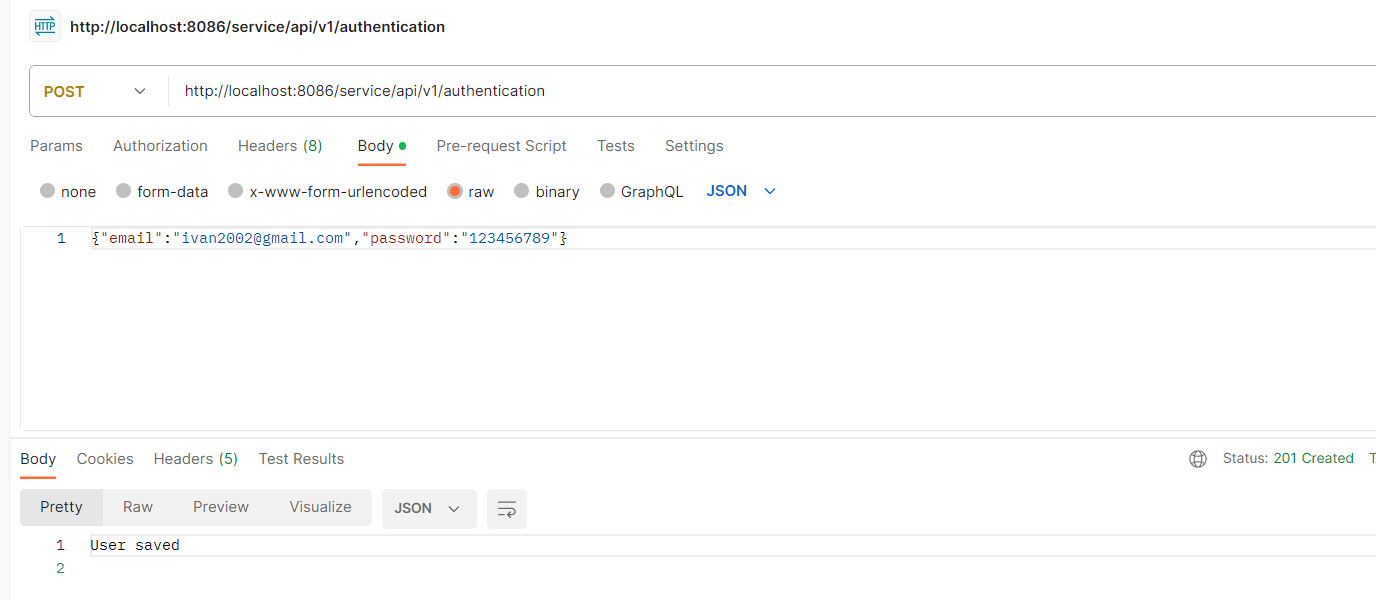 HTTP http://localhost:8086/service/api/v1/authentication
POST http://localhost:8086/service/api/v1/authentication
Params Authorization Headers (8) Body Pre-request Script Tests Settings
none form-data x-www-form-urlencoded raw binary GraphQL JSON
1 {"email":"ivan2002@gmail.com","password":"123456789"}
Body Cookies Headers (5) Test Results Status: 201 Created T
Pretty Raw Preview Visualize JSON
1 User saved
2